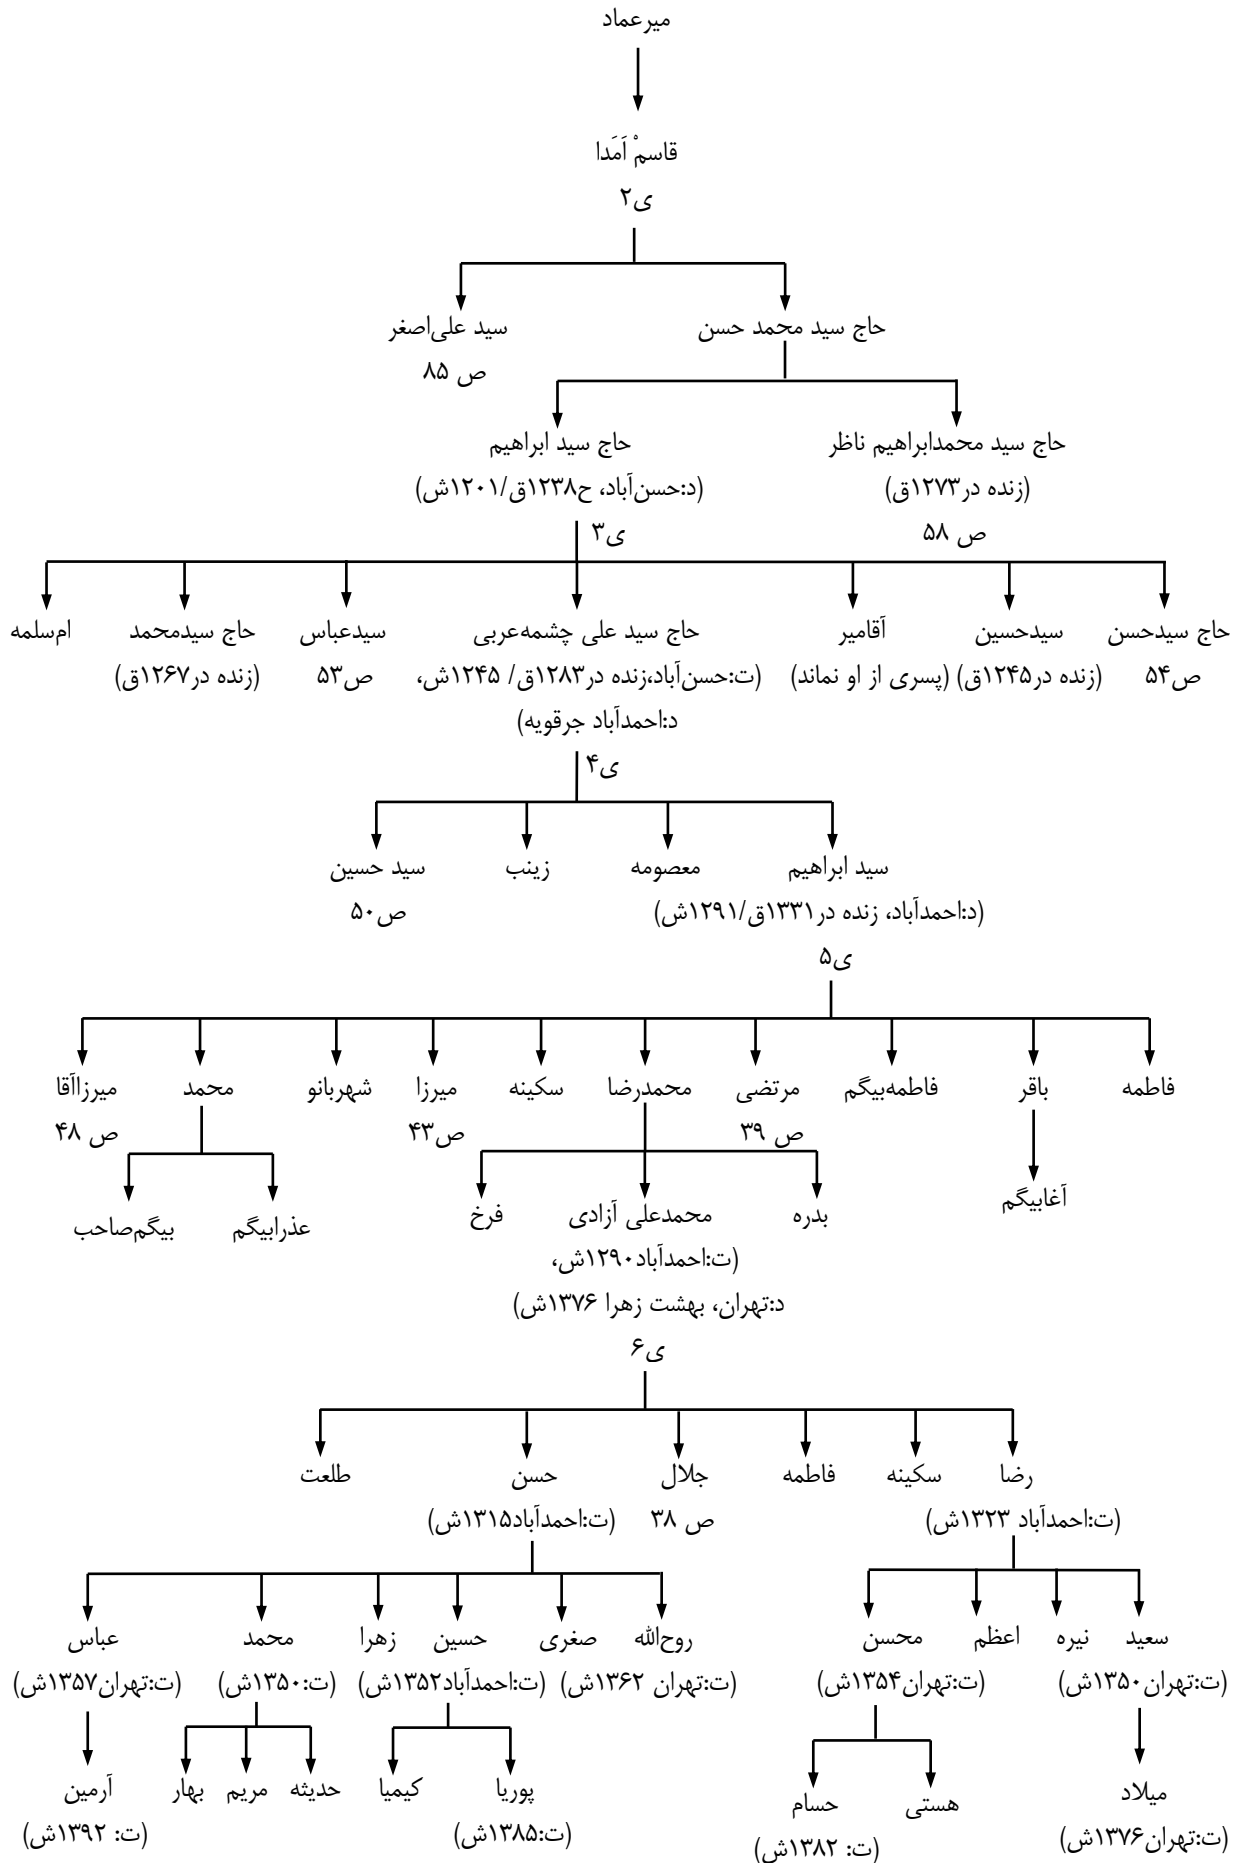 میرعماد
قاسمْ اَمَدا
ی۲
حاج سید محمد حسن
سید علی‌اصغر
ص ۸۵
حاج سید محمدابراهیم ناظر
حاج سید ابراهیم
(زنده در۱۲۷۳ق)
(د:حسن‌آباد، ح۱۲۳۸ق/۱۲۰۱ش)
ص ۵۸
ی۳
حاج سیدحسن
سیدحسین
آقامیر
حاج سید علی چشمه‌عربی
سیدعباس
حاج سیدمحمد
ام‌سلمه
ص۵۴
(زنده در۱۲۴۵ق)
(پسری از او نماند)
(ت:حسن‌آباد،زنده در۱۲۸۳ق/ ۱۲۴۵ش،
ص۵۳
(زنده در۱۲۶۷ق)
د:احمدآباد جرقویه)
ی۴
سید ابراهیم
معصومه
زینب
سید حسین
(د:احمدآباد، زنده در۱۳۳۱ق/۱۲۹۱ش)
ص۵۰
ی۵
فاطمه
باقر
فاطمه‌بیگم
مرتضی
محمدرضا
سکینه
میرزا
شهربانو
محمد
میرزاآقا
ص ۳۹
ص۴۳
ص ۴۸
آغابیگم
بدره
محمدعلی آزادی
فرخ
عذرابیگم
بیگم‌صاحب
(ت:احمدآباد۱۲۹۰ش،
د:تهران، بهشت زهرا ۱۳۷۶ش)
ی۶
رضا
سکینه
فاطمه
جلال
حسن
طلعت
(ت:احمدآباد ۱۳۲۳ش)
ص ۳۸
(ت:احمدآباد۱۳۱۵ش)
سعید
نیره
اعظم
محسن
روح‌الله
صغری
حسین
زهرا
محمد
عباس
(ت:تهران۱۳۵۰ش)
(ت:تهران۱۳۵۴ش)
(ت:تهران ۱۳۶۲ش)
(ت:احمدآباد۱۳۵۲ش)
(ت:۱۳۵۰ش)
(ت:تهران۱۳۵۷ش)
میلاد
هستی
حسام
پوریا
کیمیا
حدیثه
مریم
بهار
آرمین
(ت:تهران۱۳۷۶ش)
(ت: ۱۳۸۲ش)
(ت:۱۳۸۵ش)
(ت: ۱۳۹۲ش)